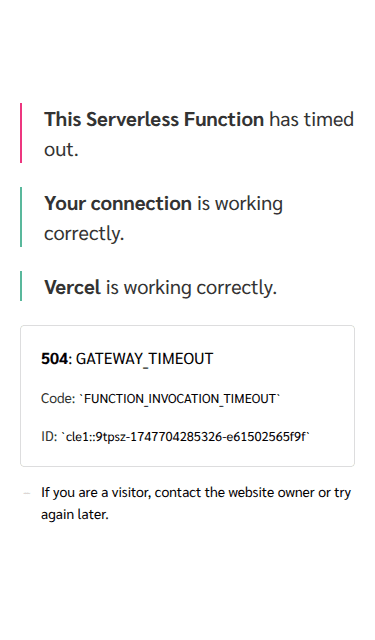 This Serverless Function has timed
out.
Your connection is working
correctly.
Vercel is working correctly.
504: GATEWAY_TIMEOUT
Code: `FUNCTION_INVOCATION_TIMEOUT`
ID: `cle1::9tpsz-1747704285326-e61502565f9f`
– If you are a visitor, contact the website owner or try
again later.